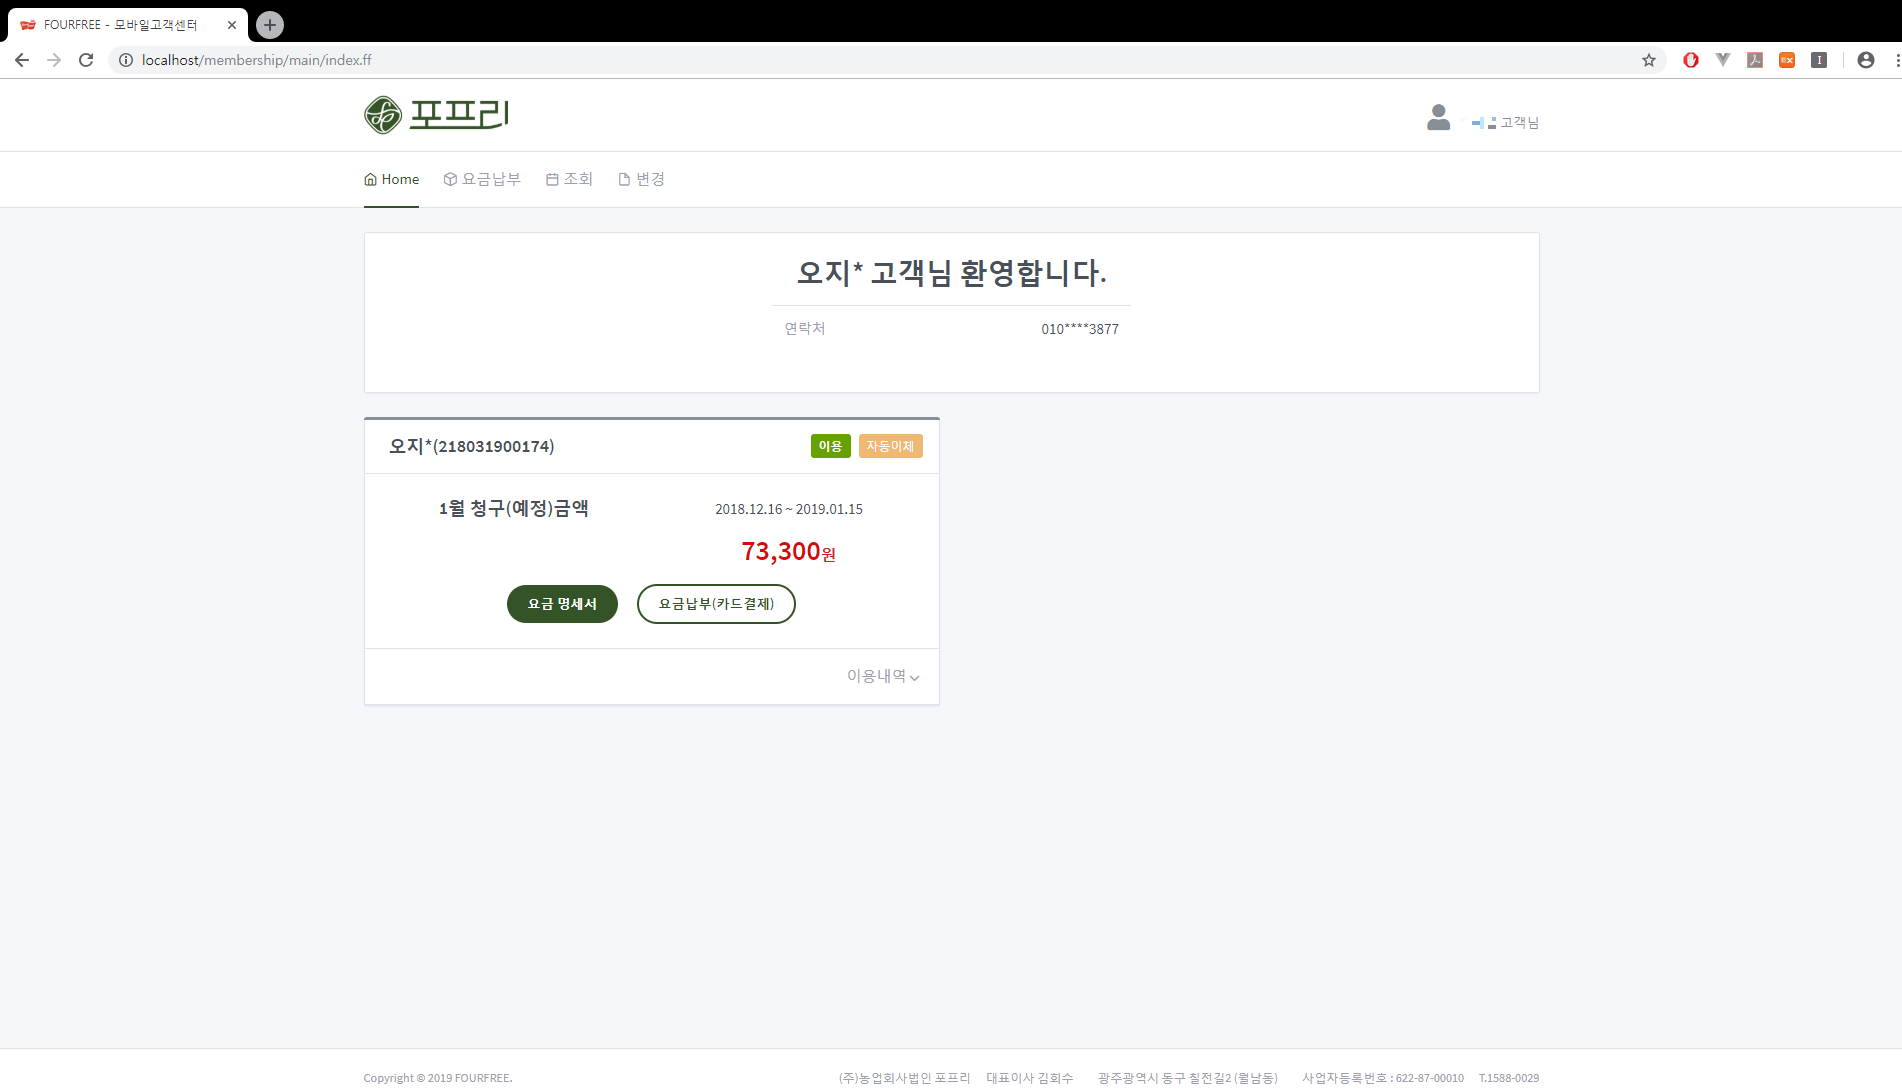 FOURFREE - 모바일고객센터
localhost/membership/main/index.ff
포프리
고객님
Home 요금납부 조회 변경
오지* 고객님 환영합니다.
연락처 010****3877
오지*(218031900174) 이용 자동이체
1월 청구(예정)금액 2018.12.16 ~ 2019.01.15
73,300원
요금 명세서 요금납부(카드결제)
이용내역
Copyright © 2019 FOURFREE. (주)농업회사법인 포프리 대표이사 김회수 광주광역시 동구 칠전길2 (월남동) 사업자등록번호 : 622-87-00010 T.1588-0029